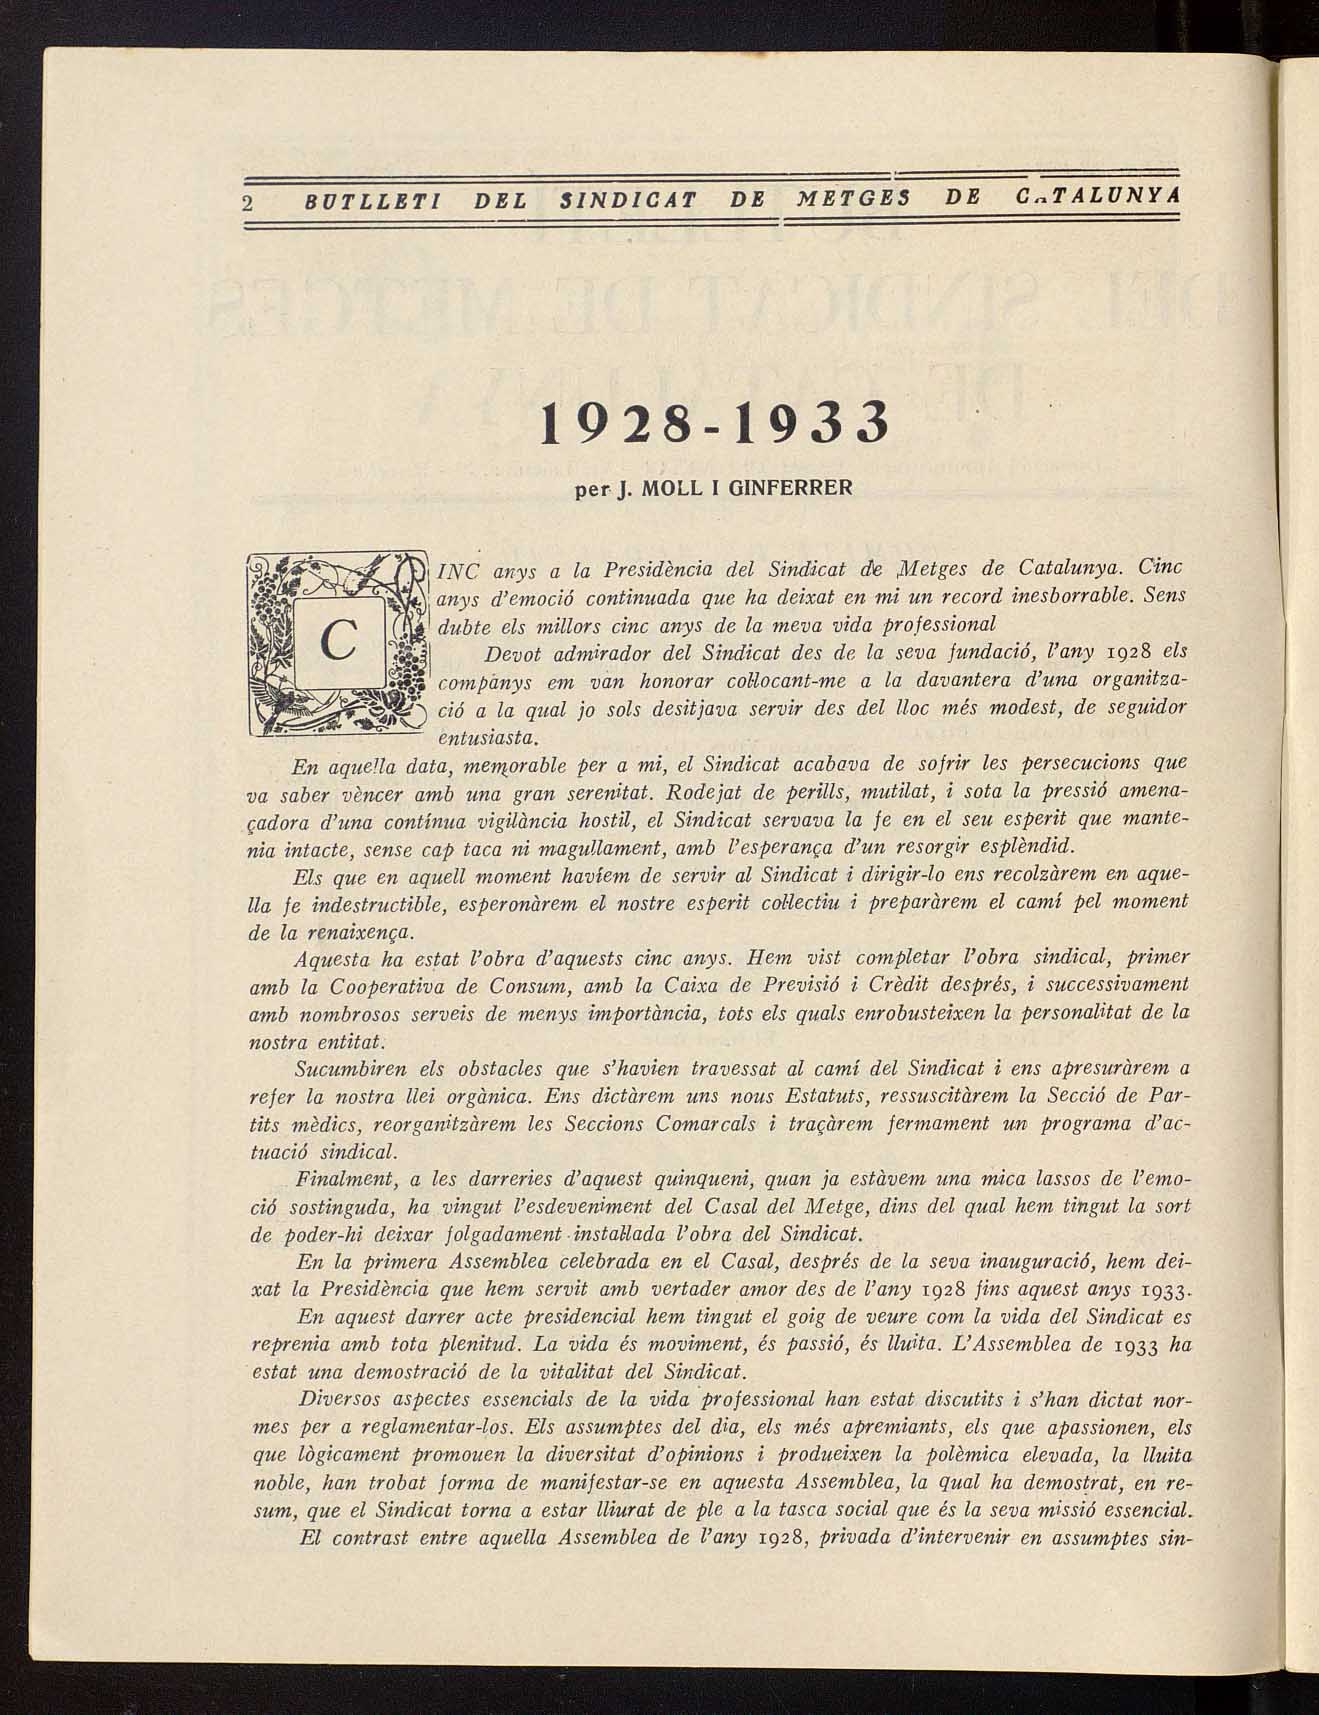 2 BUTLLETI DEL SINDICAT DE METGES DE CATALUNYA
1928-1933
per J. MOLL I GINFERRER
CINC anys a la Presidència del Sindicat de Metges de Catalunya. Cinc
anys d'emoció continuada que ha deixat en mi un record inesborrable. Sens
dubte els millors cinc anys de la meva vida professional
Devot admirador del Sindicat des de la seva fundació, l'any 1928 els
companys em van honorar col·locant-me a la davantera d'una organitza-
ció a la qual jo sols desitjava servir des del lloc més modest, de seguidor
entusiasta.
En aquella data, memorable per a mi, el Sindicat acabava de sofrir les persecucions que
va saber vèncer amb una gran serenitat. Rodejat de perills, mutilat, i sota la pressió amena-
çadora d'una contínua vigilància hostil, el Sindicat servava la fe en el seu esperit que mante-
nia intacte, sense cap taca ni magullament, amb l'esperança d'un resorgir esplèndid.
Els que en aquell moment havíem de servir al Sindicat i dirigir-lo ens recolzàrem en aque-
lla fe indestructible, esperonàrem el nostre esperit col·lectiu i preparàrem el camí pel moment
de la renaixença.
Aquesta ha estat l'obra d'aquests cinc anys. Hem vist completar l'obra sindical, primer
amb la Cooperativa de Consum, amb la Caixa de Previsió i Crèdit després, i successivament
amb nombrosos serveis de menys importància, tots els quals enrobusteixen la personalitat de la
nostra entitat.
Sucumbiren els obstacles que s'havien travessat al camí del Sindicat i ens apresuràrem a
refer la nostra llei orgànica. Ens dictàrem uns nous Estatuts, ressuscitàrem la Secció de Par-
tits mèdics, reorganitzàrem les Seccions Comarcals i traçàrem fermament un programa d'ac-
tuació sindical.
Finalment, a les darreries d'aquest quinqueni, quan ja estàvem una mica lassos de l'emo-
ció sostinguda, ha vingut l'esdeveniment del Casal del Metge, dins del qual hem tingut la sort
de poder-hi deixar folgadament instal·lada l'obra del Sindicat.
En la primera Assemblea celebrada en el Casal, després de la seva inauguració, hem dei-
xat la Presidència que hem servit amb vertader amor des de l'any 1928 fins aquest anys 1933.
En aquest darrer acte presidencial hem tingut el goig de veure com la vida del Sindicat es
reprenia amb tota plenitud. La vida és moviment, és passió, és lluita. L'Assemblea de 1933 ha
estat una demostració de la vitalitat del Sindicat.
Diversos aspectes essencials de la vida professional han estat discutits i s'han dictat nor-
mes per a reglamentar-los. Els assumptes del dia, els més apremiants, els que apassionen, els
que lògicament promouen la diversitat d'opinions i produeixen la polèmica elevada, la lluita
noble, han trobat forma de manifestar-se en aquesta Assemblea, la qual ha demostrat, en re-
sum, que el Sindicat torna a estar lliurat de ple a la tasca social que és la seva missió essencial.
El contrast entre aquella Assemblea de l'any 1928, privada d'intervenir en assumptes sin-